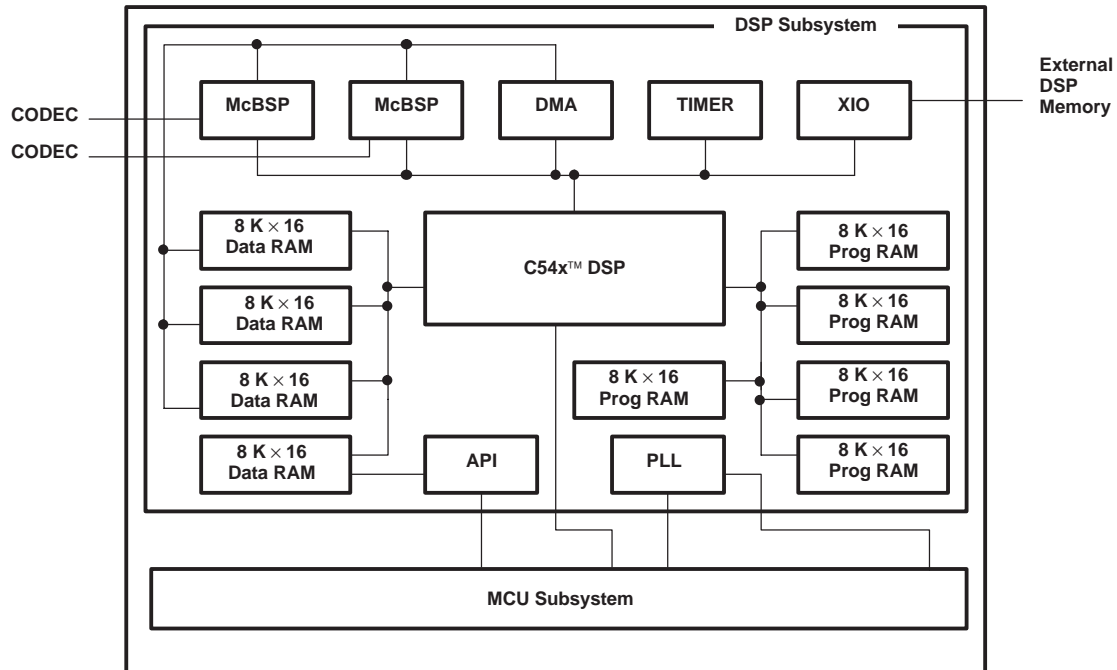 DSP Subsystem
External
DSP
Memory
McBSP
McBSP
DMA
TIMER
XIO
CODEC
CODEC
8 K × 16
Data RAM
C54x™ DSP
8 K × 16
Prog RAM
8 K × 16
Data RAM
8 K × 16
Prog RAM
8 K × 16
Data RAM
8 K × 16
Prog RAM
8 K × 16
Prog RAM
8 K × 16
Data RAM
API
PLL
8 K × 16
Prog RAM
MCU Subsystem